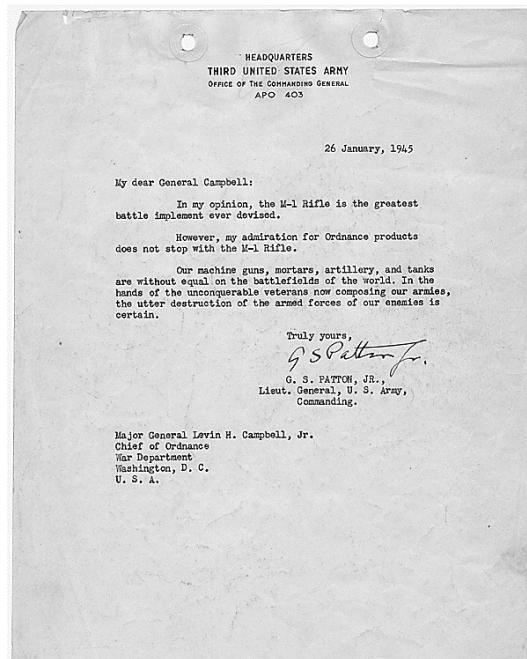 HEADQUARTERS
THIRD UNITED STATES ARMY
OFFICE OF THE COMMANDING GENERAL
APO 403
26 January, 1945
My dear General Campbell:
In my opinion, the M-1 Rifle is the greatest
battle implement ever devised.
However, my admiration for Ordnance products
does not stop with the M-1 Rifle.
Our machine guns, mortars, artillery, and tanks
are without equal on the battlefields of the world. In the
hands of the unconquerable veterans now composing our armies,
the utter destruction of the armed forces of our enemies is
certain.
Truly yours,
G S Patton Jr.
G. S. PATTON, JR.,
Lieut. General, U. S. Army,
Commanding.
Major General Levin H. Campbell, Jr.
Chief of Ordnance
War Department
Washington, D. C.
U. S. A.